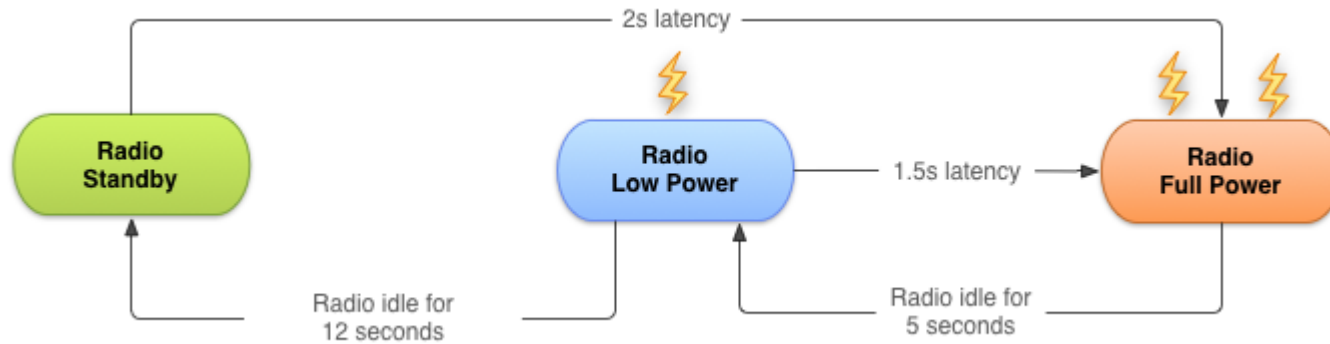 2s latency
Radio
Standby
Radio
Low Power
1.5s latency
Radio
Full Power
Radio idle for
12 seconds
Radio idle for
5 seconds